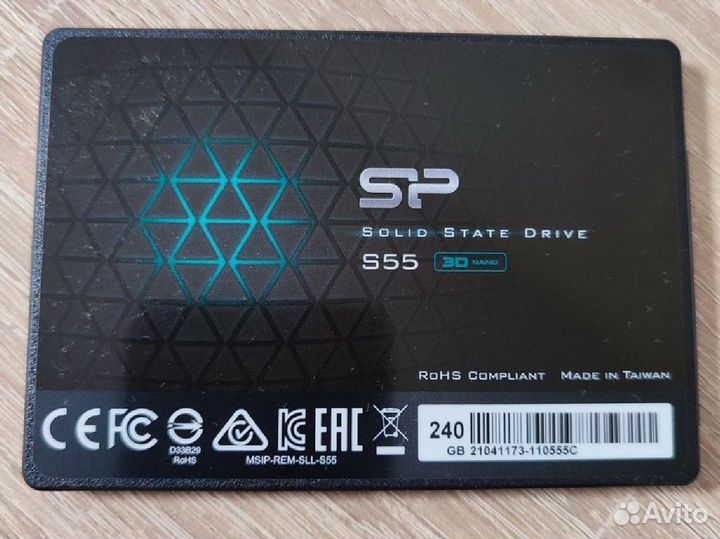 SP
SOLID STATE DRIVE
S55 3D NAND
RoHS COMPLIANT MADE IN TAIWAN
CE FC EAC
D33B29
RoHS
MSIP-REM-SLL-S55
240
GB 21041173-110555C
Avito